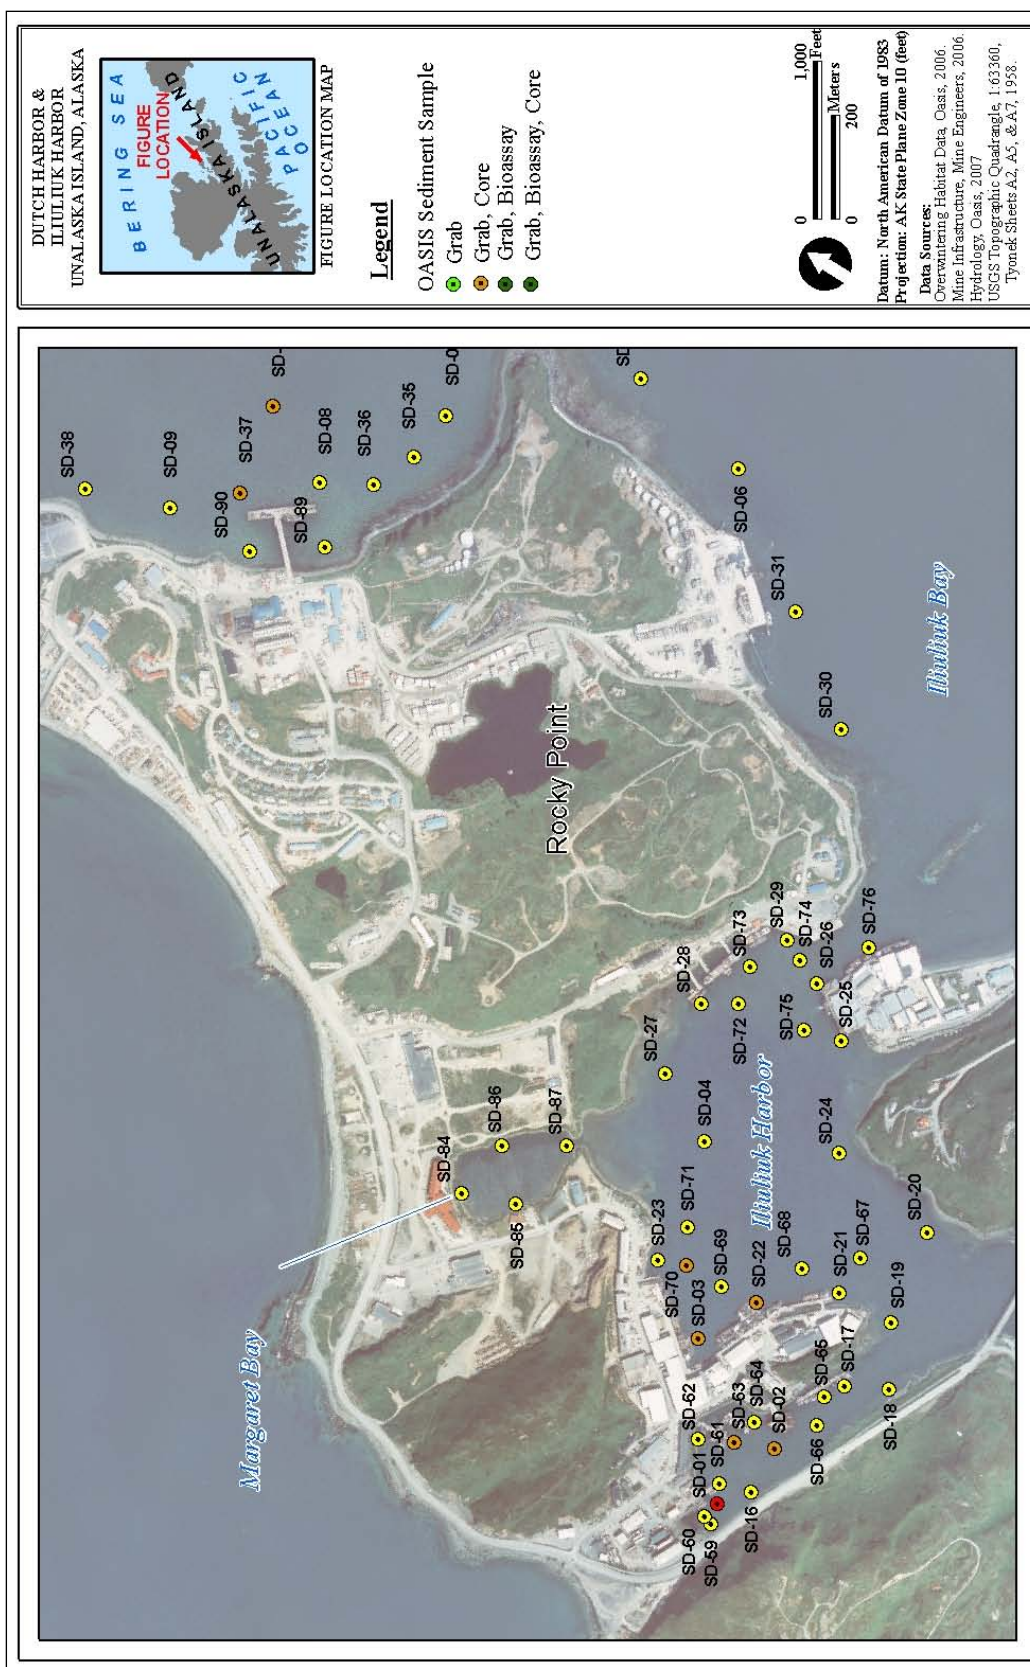 DUTCH HARBOR &
ILIULIUK HARBOR
UNALASKA ISLAND, ALASKA
BERING SEA
FIGURE
LOCATION
UNALASKA ISLAND
PACIFIC
OCEAN
FIGURE LOCATION MAP
Legend
OASIS Sediment Sample
Grab
Grab, Core
Grab, Bioassay
Grab, Bioassay, Core
0 1,000
Feet
Meters
0 200
Datum: North American Datum of 1983
Projection: AK State Plane Zone 10 (feet)
Data Sources:
Overwintering Habitat Data, Oasis, 2006.
Mine Infrastructure, Mine Engineers, 2006.
Hydrology, Oasis, 2007
USGS Topographic Quadrangle, 1:63360,
Tyonek Sheets A2, A5, & A7, 1958.
SD-38
SD-09
SD-37
SD-
SD-90
SD-08
SD-89
SD-36
SD-35
SD-0
SD
SD-06
SD-31
SD-30
Iliuliuk Bay
Rocky Point
Margaret Bay
SD-84
SD-86
SD-85
SD-87
SD-27
SD-28
SD-73
SD-29
SD-74
SD-26
SD-76
SD-72
SD-75
SD-25
SD-04
Iliuliuk Harbor
SD-24
SD-23
SD-71
SD-70
SD-69
SD-68
SD-67
SD-20
SD-03
SD-22
SD-21
SD-19
SD-62
SD-63
SD-64
SD-65
SD-17
SD-01
SD-61
SD-02
SD-66
SD-18
SD-60
SD-59
SD-16